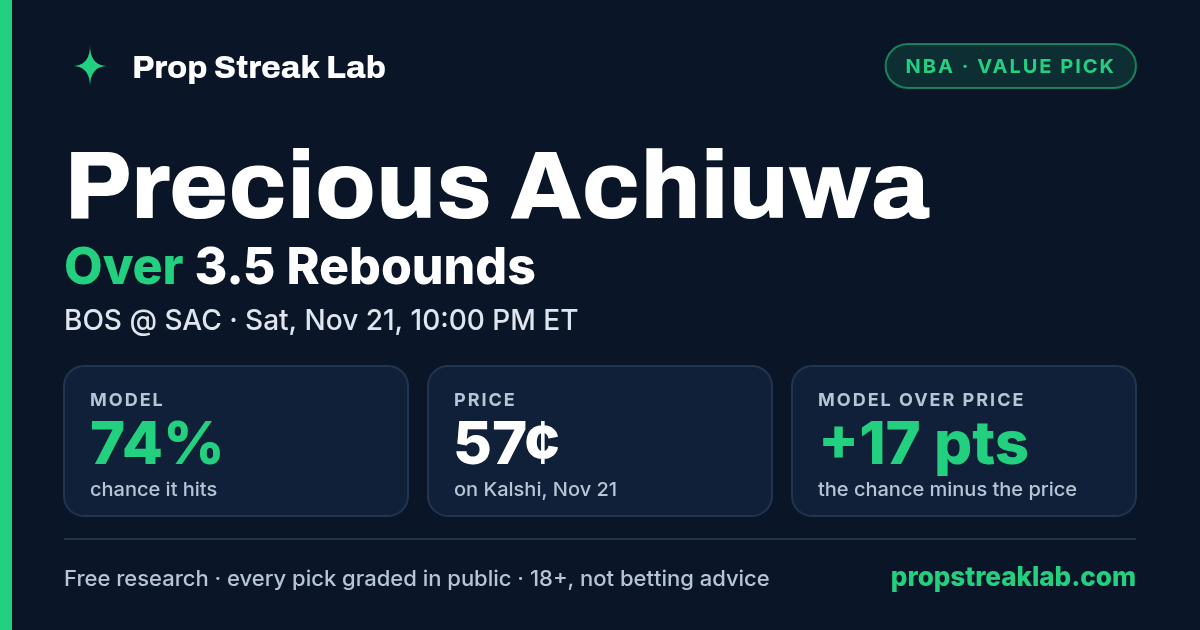 Prop Streak Lab
NBA · VALUE PICK
Precious Achiuwa
Over 3.5 Rebounds
BOS @ SAC · Sat, Nov 21, 10:00 PM ET
MODEL
74%
chance it hits
PRICE
57¢
on Kalshi, Nov 21
MODEL OVER PRICE
+17 pts
the chance minus the price
Free research · every pick graded in public · 18+, not betting advice
propstreaklab.com